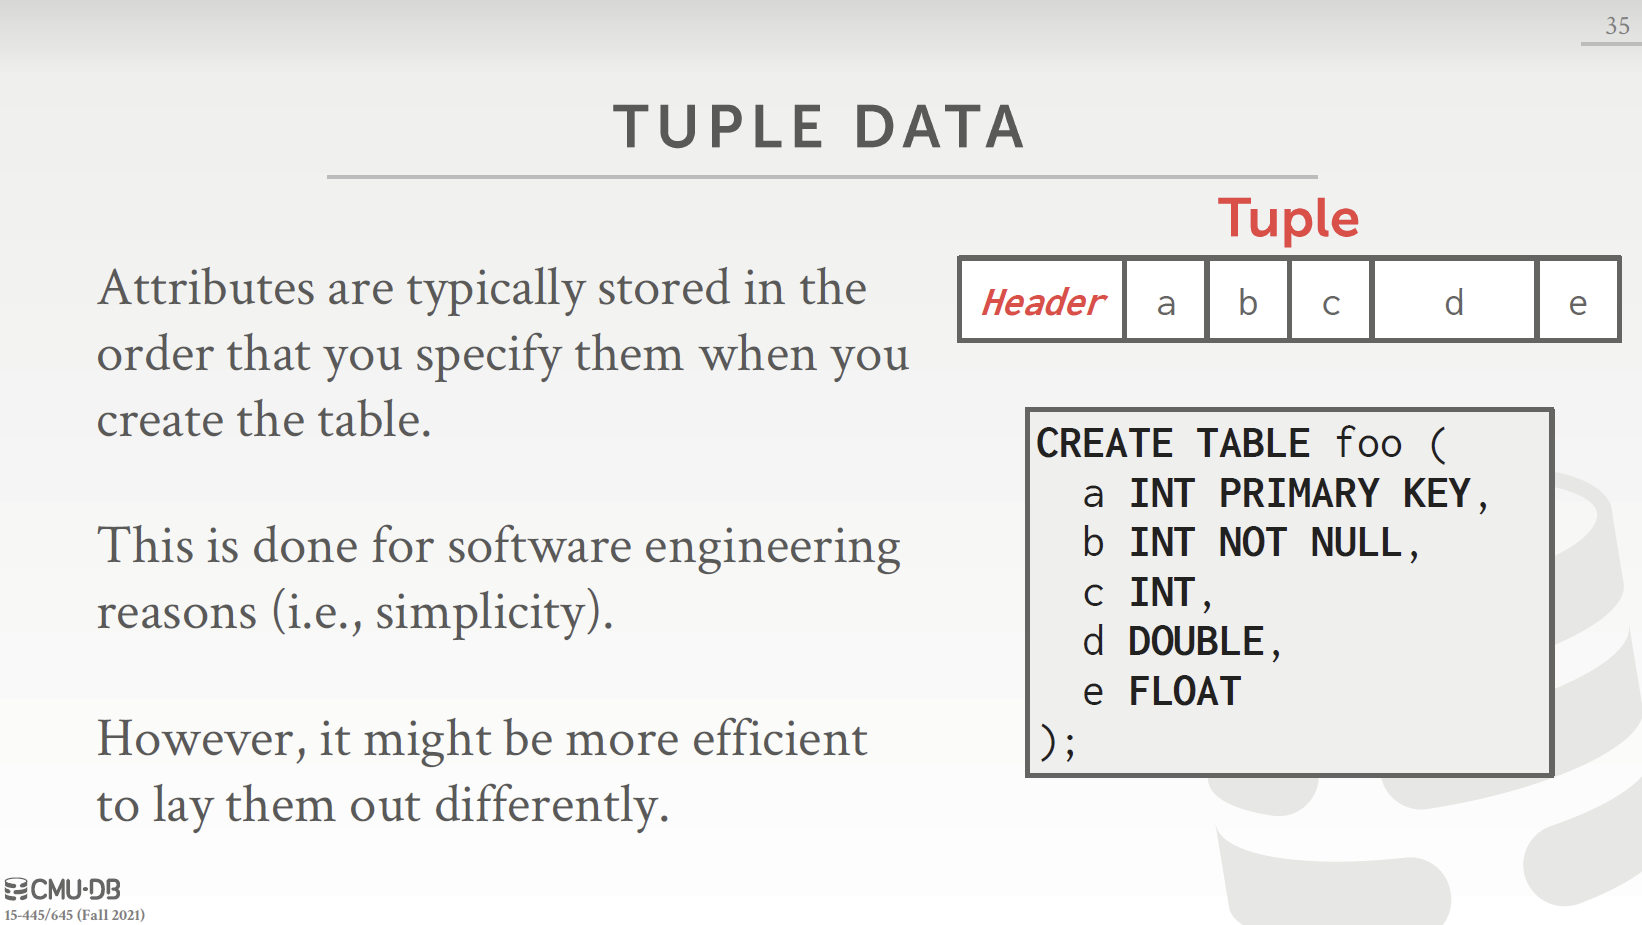 35
TUPLE DATA
Attributes are typically stored in the
order that you specify them when you
create the table.
This is done for software engineering
reasons (i.e., simplicity).
However, it might be more efficient
to lay them out differently.
Tuple
Header a b c d e
CREATE TABLE foo (
a INT PRIMARY KEY,
b INT NOT NULL,
c INT,
d DOUBLE,
e FLOAT
);
CMU·DB
15-445/645 (Fall 2021)